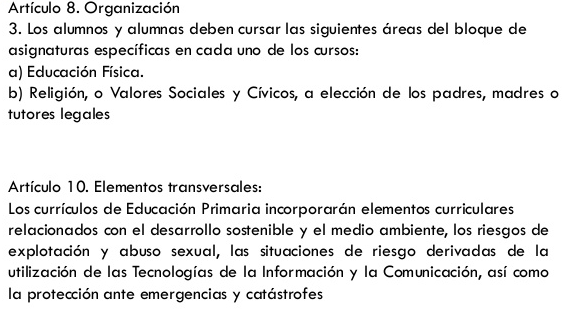 Artículo 8. Organización
3. Los alumnos y alumnas deben cursar las siguientes áreas del bloque de
asignaturas específicas en cada uno de los cursos:
a) Educación Física.
b) Religión, o Valores Sociales y Cívicos, a elección de los padres, madres o
tutores legales
Artículo 10. Elementos transversales:
Los currículos de Educación Primaria incorporarán elementos curriculares
relacionados con el desarrollo sostenible y el medio ambiente, los riesgos de
explotación y abuso sexual, las situaciones de riesgo derivadas de la
utilización de las Tecnologías de la Información y la Comunicación, así como
la protección ante emergencias y catástrofes